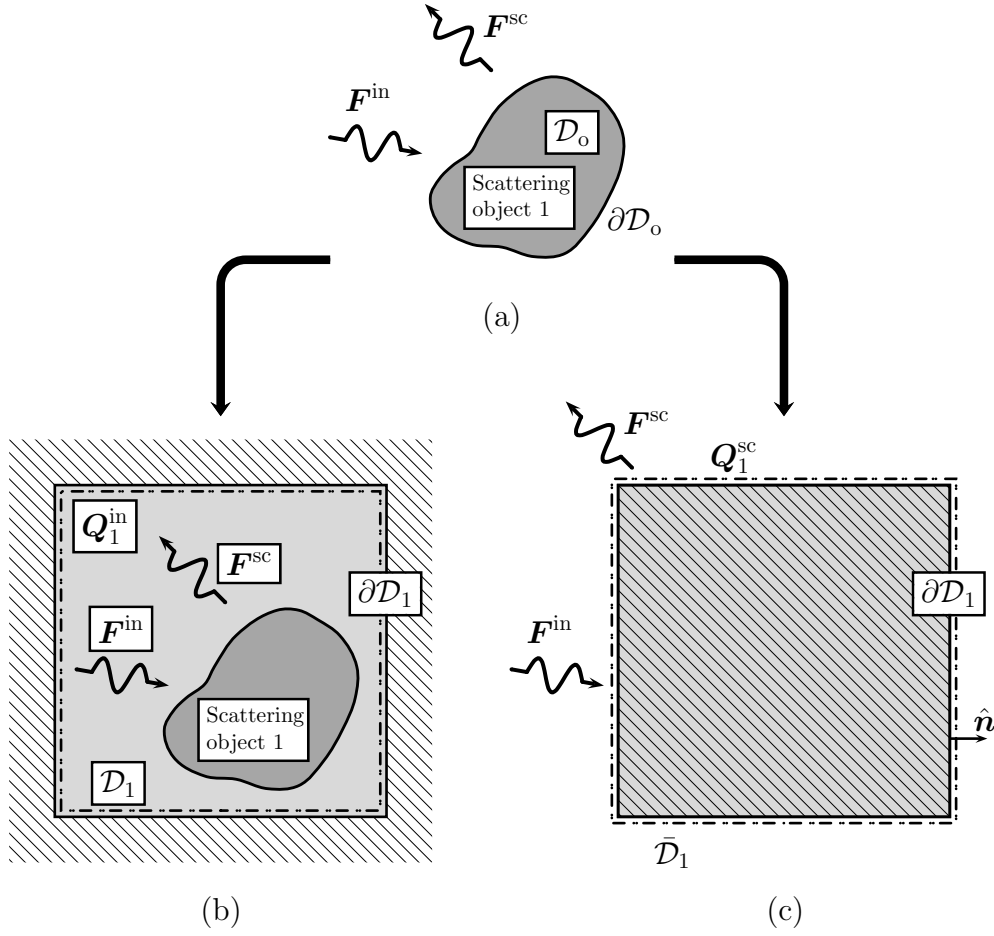 F^sc
F^in
D_o
Scattering
object 1
∂D_o
(a)
F^sc
Q_1^sc
Q_1^in
F^sc
∂D_1
∂D_1
F^in
F^in
Scattering
object 1
n̂
D_1
D̄_1
(b)
(c)